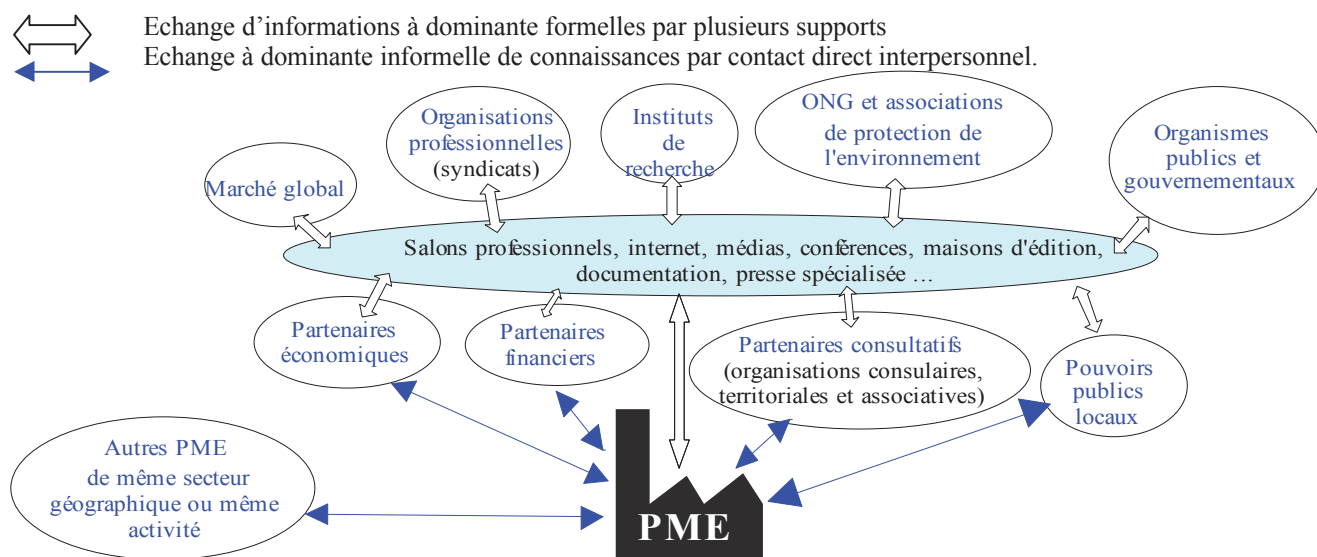 Echange d'informations à dominante formelles par plusieurs supports
Echange à dominante informelle de connaissances par contact direct interpersonnel.
Organisations
professionnelles
(syndicats)
Instituts
de
recherche
ONG et associations
de protection de
l'environnement
Organismes
publics et
gouvernementaux
Marché global
Salons professionnels, internet, médias, conférences, maisons d'édition,
documentation, presse spécialisée ...
Partenaires
économiques
Partenaires
financiers
Partenaires consultatifs
(organisations consulaires,
territoriales et associatives)
Pouvoirs
publics
locaux
Autres PME
de même secteur
géographique ou même
activité
PME